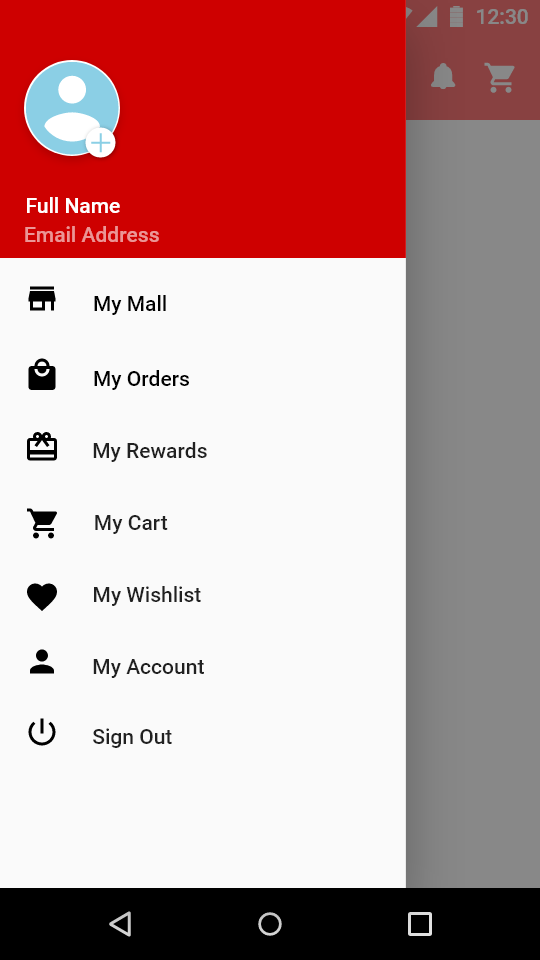 12:30
Full Name
Email Address
My Mall
My Orders
My Rewards
My Cart
My Wishlist
My Account
Sign Out